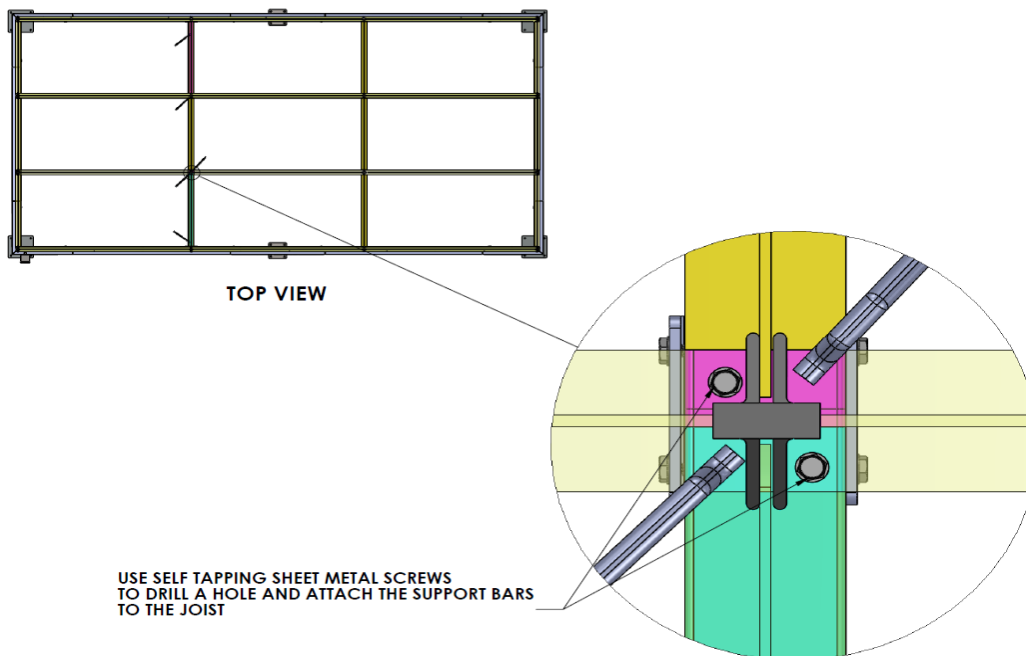 TOP VIEW
USE SELF TAPPING SHEET METAL SCREWS
TO DRILL A HOLE AND ATTACH THE SUPPORT BARS
TO THE JOIST